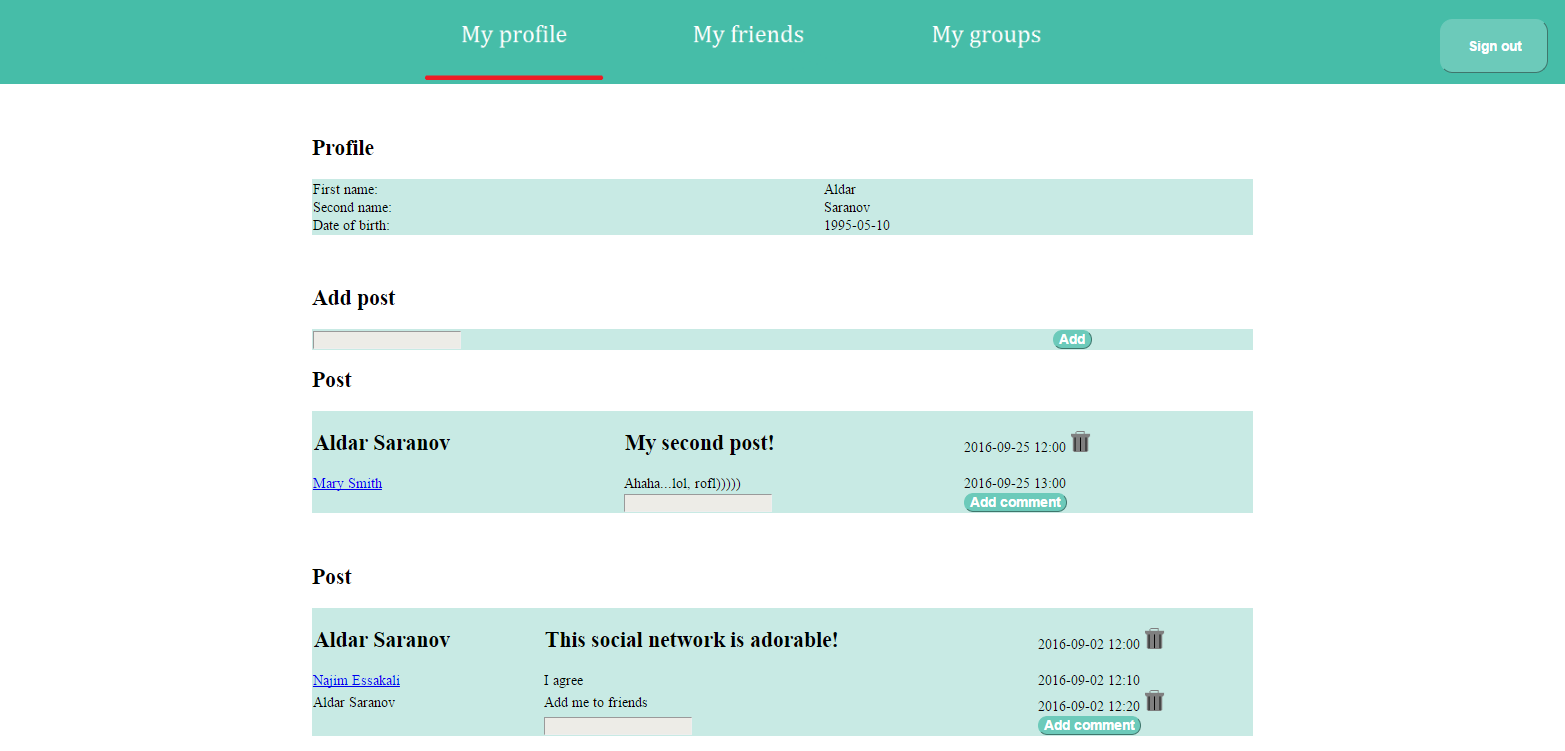 My profile My friends My groups Sign out
Profile
First name: Aldar
Second name: Saranov
Date of birth: 1995-05-10
Add post
Add
Post
Aldar Saranov My second post! 2016-09-25 12:00
Mary Smith Ahaha...lol, rofl))))) 2016-09-25 13:00
Add comment
Post
Aldar Saranov This social network is adorable! 2016-09-02 12:00
Najim Essakali I agree 2016-09-02 12:10
Aldar Saranov Add me to friends 2016-09-02 12:20
Add comment